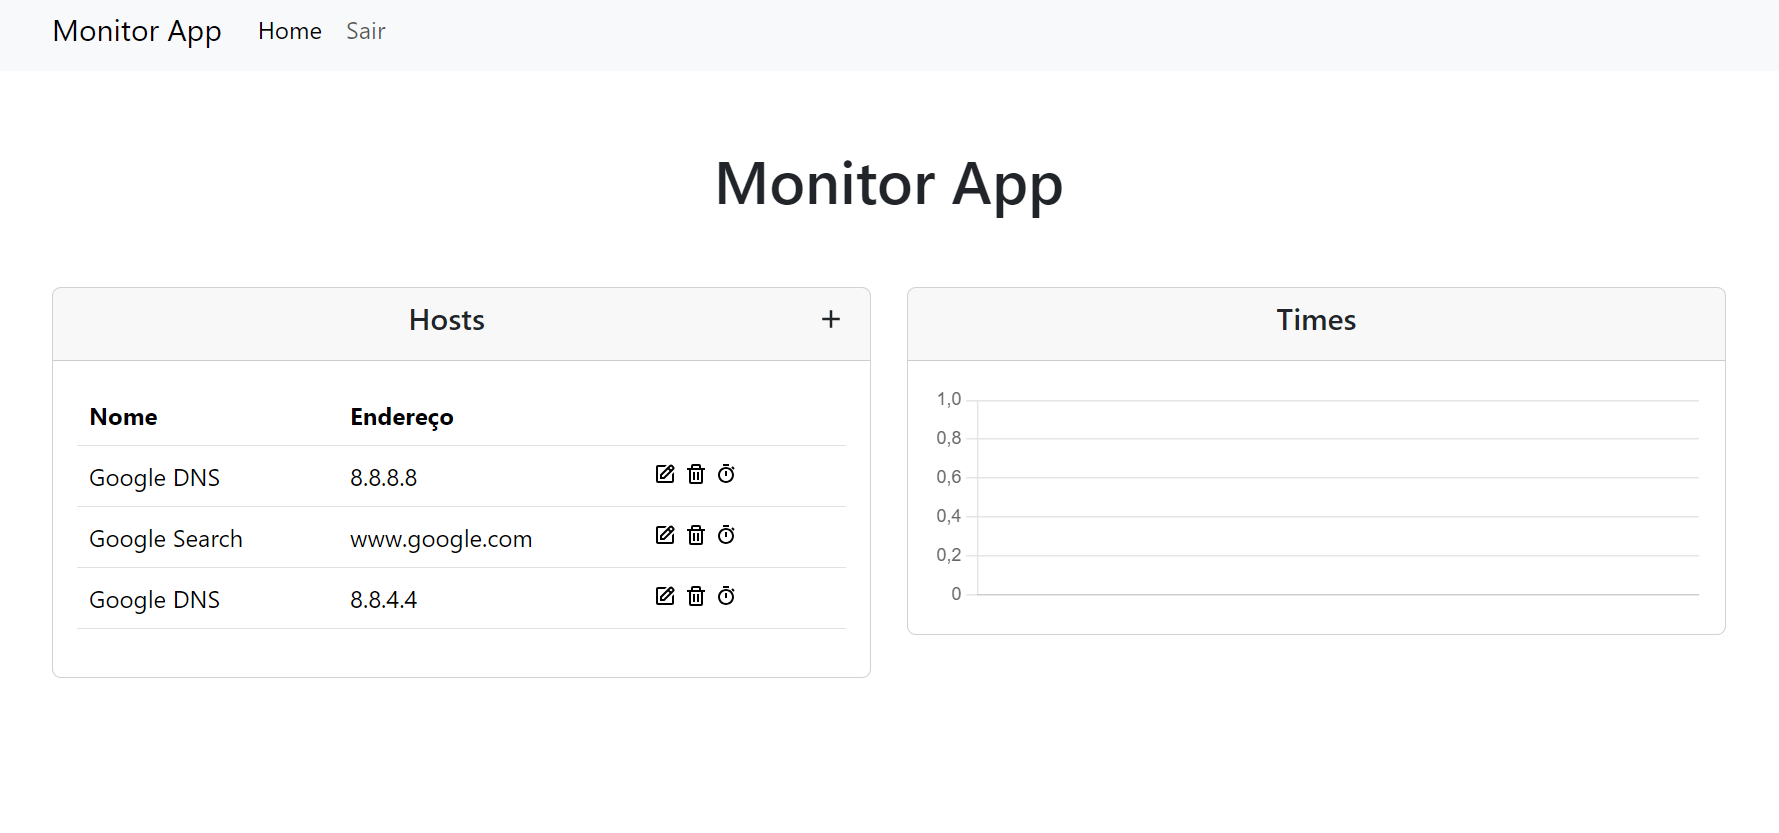 Monitor App Home Sair
Monitor App
Hosts
Nome Endereço
Google DNS 8.8.8.8
Google Search www.google.com
Google DNS 8.8.4.4
Times
1,0
0,8
0,6
0,4
0,2
0